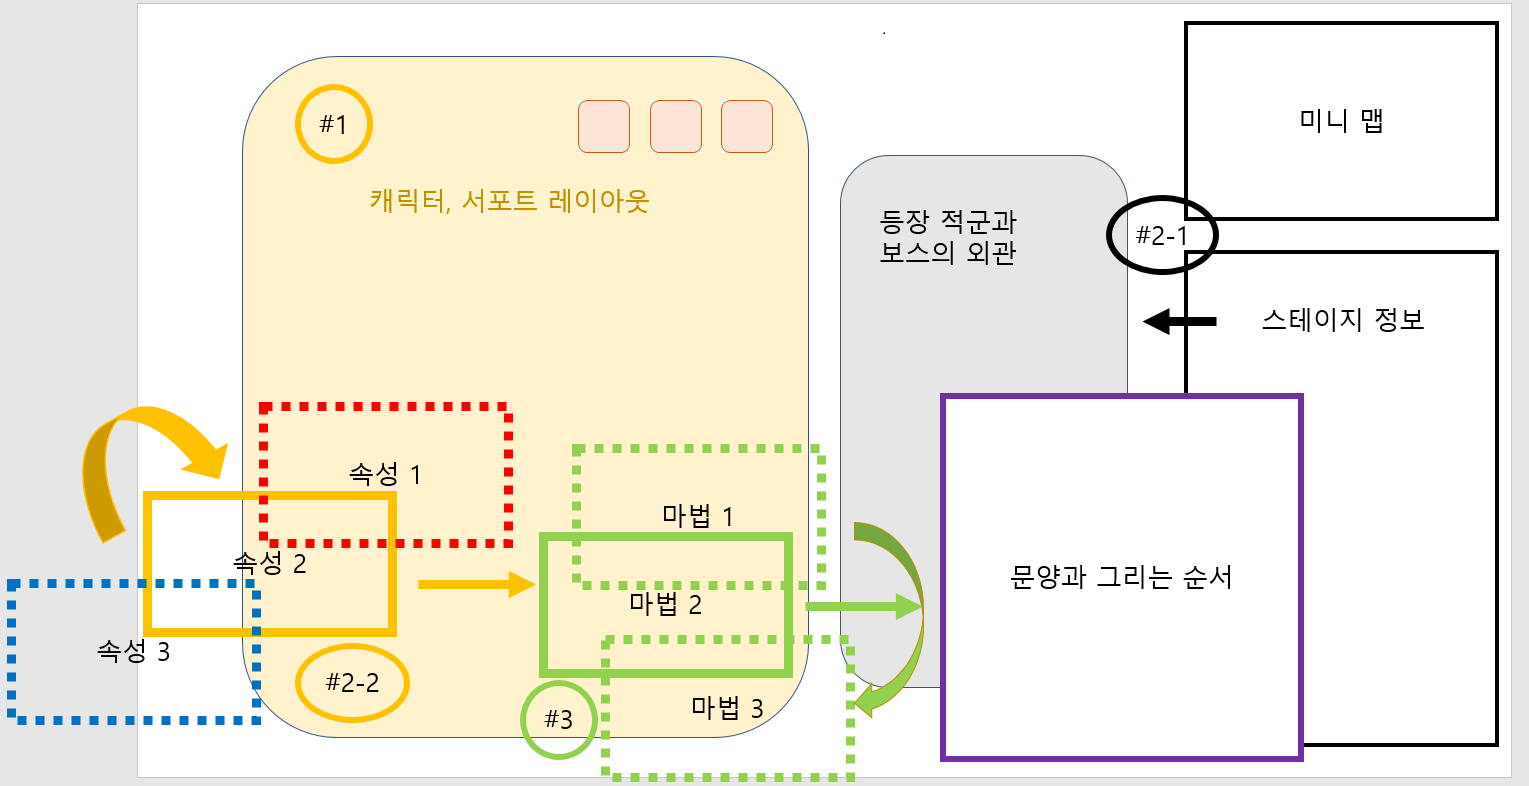 #1
캐릭터, 서포트 레이아웃
등장 적군과
보스의 외관
미니 맵
#2-1
스테이지 정보
속성 1
속성 2
속성 3
#2-2
마법 1
마법 2
마법 3
#3
문양과 그리는 순서